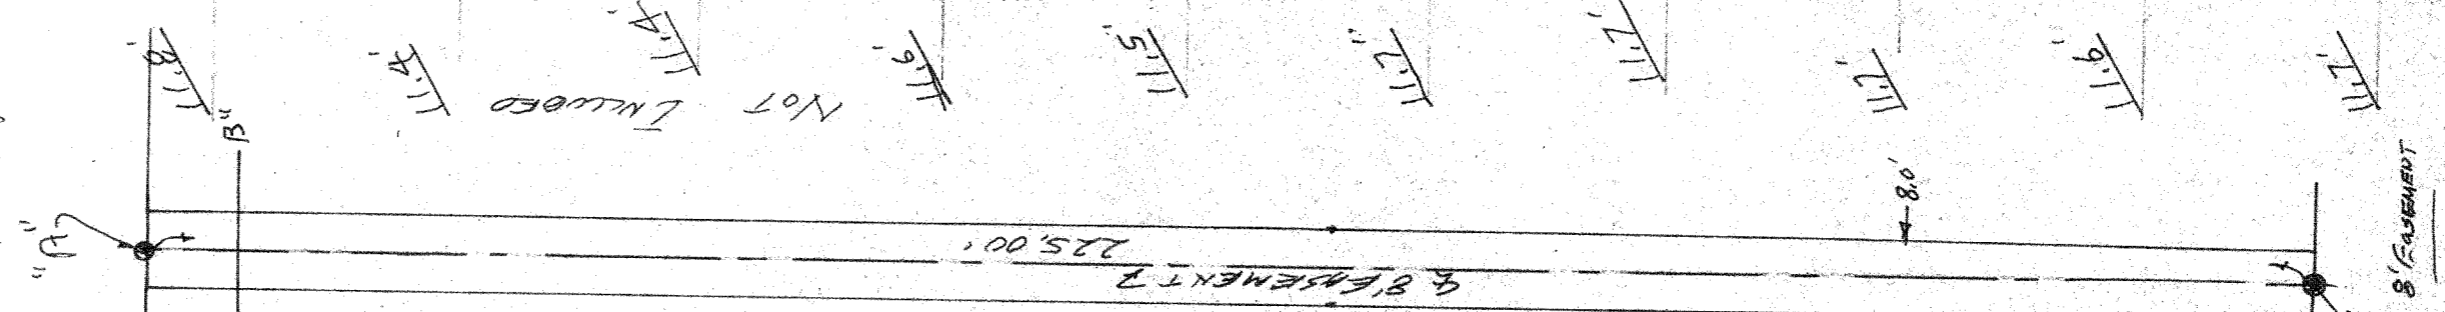 11.8'
11.4'
11.4'
11.6'
11.5'
11.2'
11.7'
11.2'
11.6'
11.7'
NOT INCLUDED
"B"
"A"
225.00'
℄ 8' EASEMENT 7
8.0'
8' EASEMENT